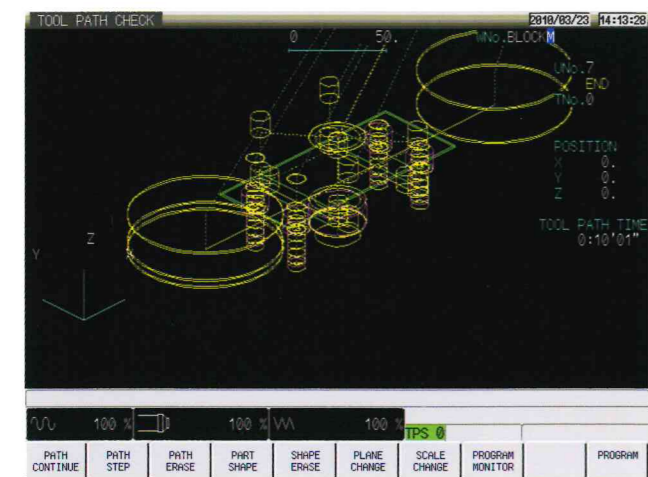 TOOL PATH CHECK 2010/03/23 14:13:28
0 50. WNo.BLOCKM
UNo.7
END
TNo.0
POSITION
X 0.
Y 0.
Z 0.
TOOL PATH TIME
0:10'01"
Z
Y
100 % 100 % 100 %
TPS 0
PATH CONTINUE
PATH STEP
PATH ERASE
PART SHAPE
SHAPE ERASE
PLANE CHANGE
SCALE CHANGE
PROGRAM MONITOR
PROGRAM